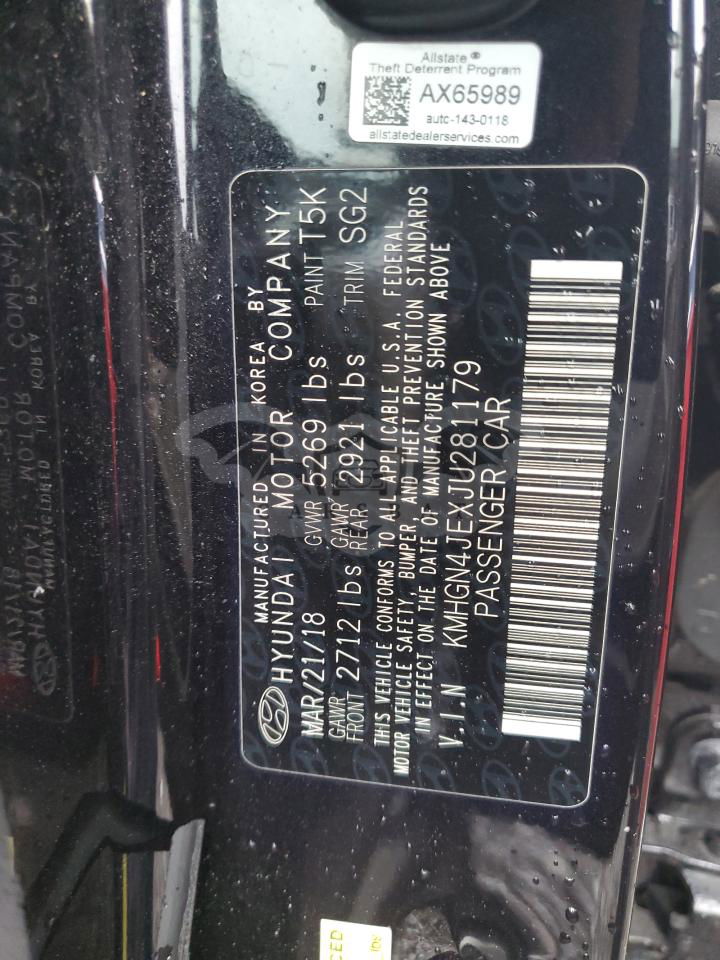 Allstate®
Theft Deterrent Program
AX65989
autc-143-0118
allstatedealerservices.com
MANUFACTURED IN KOREA BY
HYUNDAI MOTOR COMPANY
MAR/21/18 GVWR 5269 lbs PAINT T5K
GAWR FRONT 2712 lbs GAWR REAR 2921 lbs TRIM SG2
THIS VEHICLE CONFORMS TO ALL APPLICABLE U.S.A. FEDERAL
MOTOR VEHICLE SAFETY, BUMPER, AND THEFT PREVENTION STANDARDS
IN EFFECT ON THE DATE OF MANUFACTURE SHOWN ABOVE
V.I.N KMHGN4JEXJU281179
PASSENGER CAR